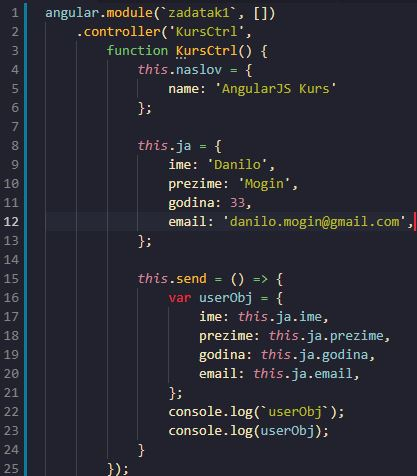 1 angular.module(`zadatak1`, [])
2     .controller('KursCtrl',
3         function KursCtrl() {
4             this.naslov = {
5                 name: 'AngularJS Kurs'
6             };
7
8             this.ja = {
9                 ime: 'Danilo',
10                 prezime: 'Mogin',
11                 godina: 33,
12                 email: 'danilo.mogin@gmail.com',
13             };
14
15             this.send = () => {
16                 var userObj = {
17                     ime: this.ja.ime,
18                     prezime: this.ja.prezime,
19                     godina: this.ja.godina,
20                     email: this.ja.email,
21                 };
22                 console.log(`userObj`);
23                 console.log(userObj);
24             }
25         });